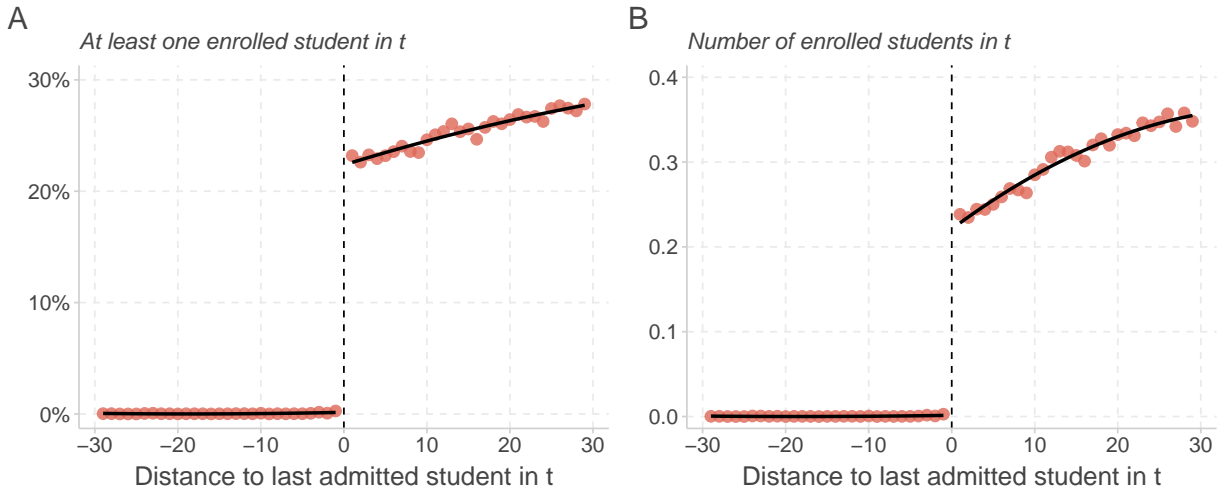 A
At least one enrolled student in t
30%
20%
10%
0%
−30 −20 −10 0 10 20 30
Distance to last admitted student in t
B
Number of enrolled students in t
0.4
0.3
0.2
0.1
0.0
−30 −20 −10 0 10 20 30
Distance to last admitted student in t